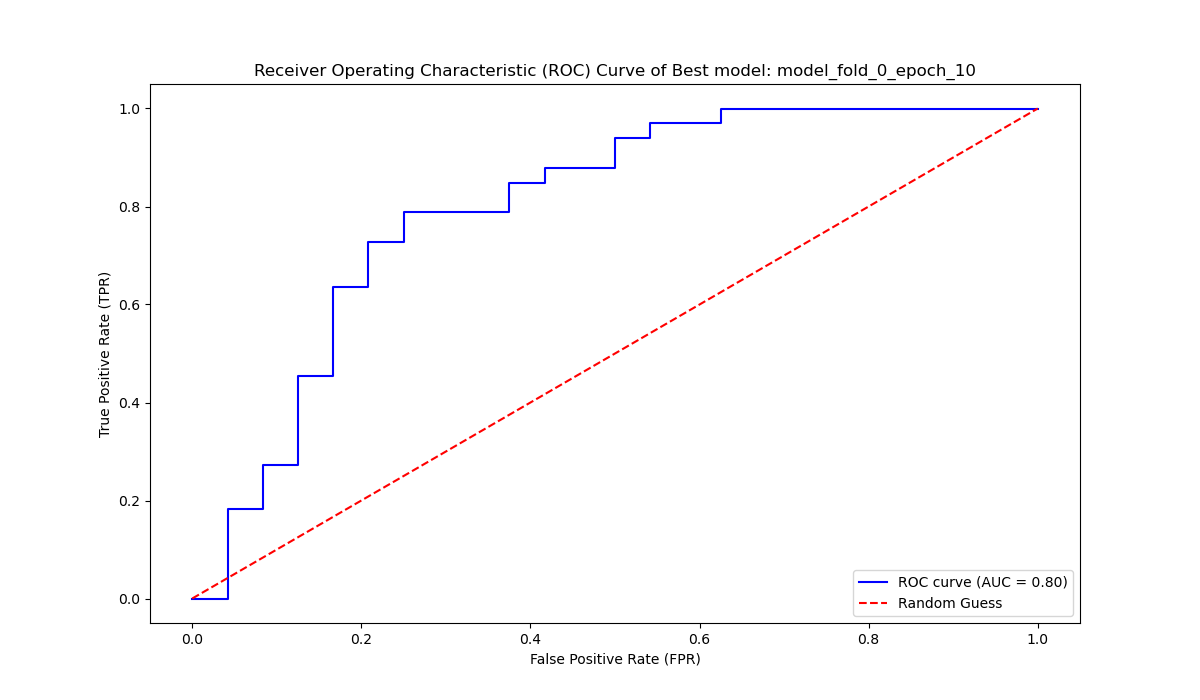 Receiver Operating Characteristic (ROC) Curve of Best model: model_fold_0_epoch_10
True Positive Rate (TPR)
1.0
0.8
0.6
0.4
0.2
0.0
ROC curve (AUC = 0.80)
Random Guess
0.0 0.2 0.4 0.6 0.8 1.0
False Positive Rate (FPR)